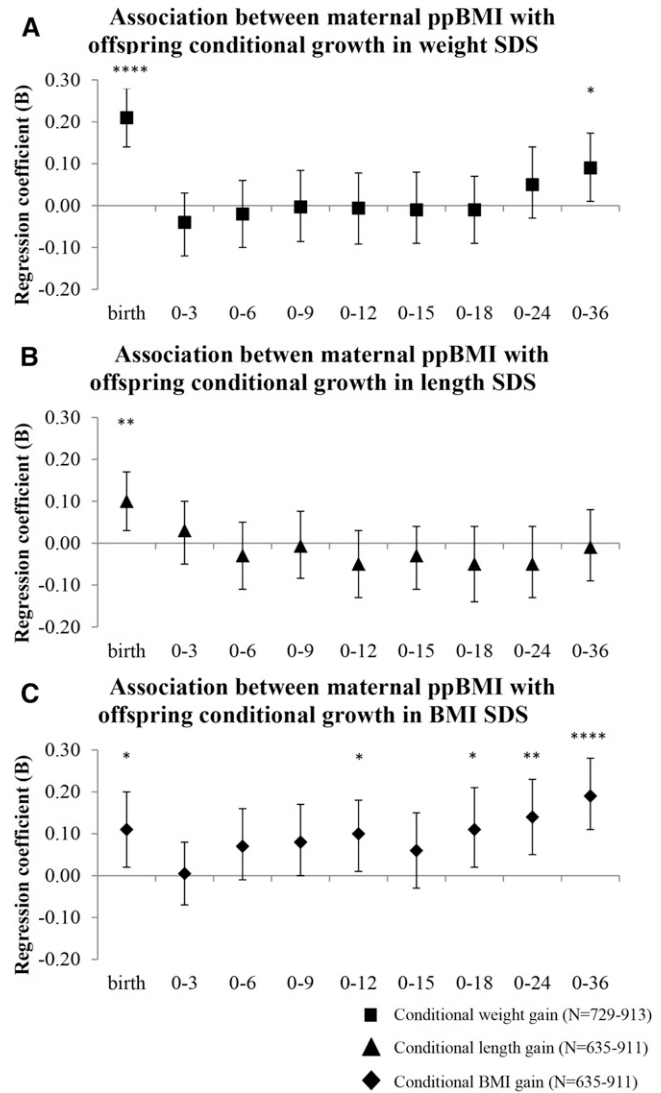 A
Association between maternal ppBMI with
offspring conditional growth in weight SDS
Regression coefficient (B)
****
*
0.30
0.20
0.10
0.00
-0.10
-0.20
birth 0-3 0-6 0-9 0-12 0-15 0-18 0-24 0-36
B
Association betwen maternal ppBMI with
offspring conditional growth in length SDS
Regression coefficient (B)
**
0.30
0.20
0.10
0.00
-0.10
-0.20
birth 0-3 0-6 0-9 0-12 0-15 0-18 0-24 0-36
C
Association between maternal ppBMI with
offspring conditional growth in BMI SDS
Regression coefficient (B)
* * * ** ****
0.30
0.20
0.10
0.00
-0.10
-0.20
birth 0-3 0-6 0-9 0-12 0-15 0-18 0-24 0-36
Conditional weight gain (N=729-913)
Conditional length gain (N=635-911)
Conditional BMI gain (N=635-911)